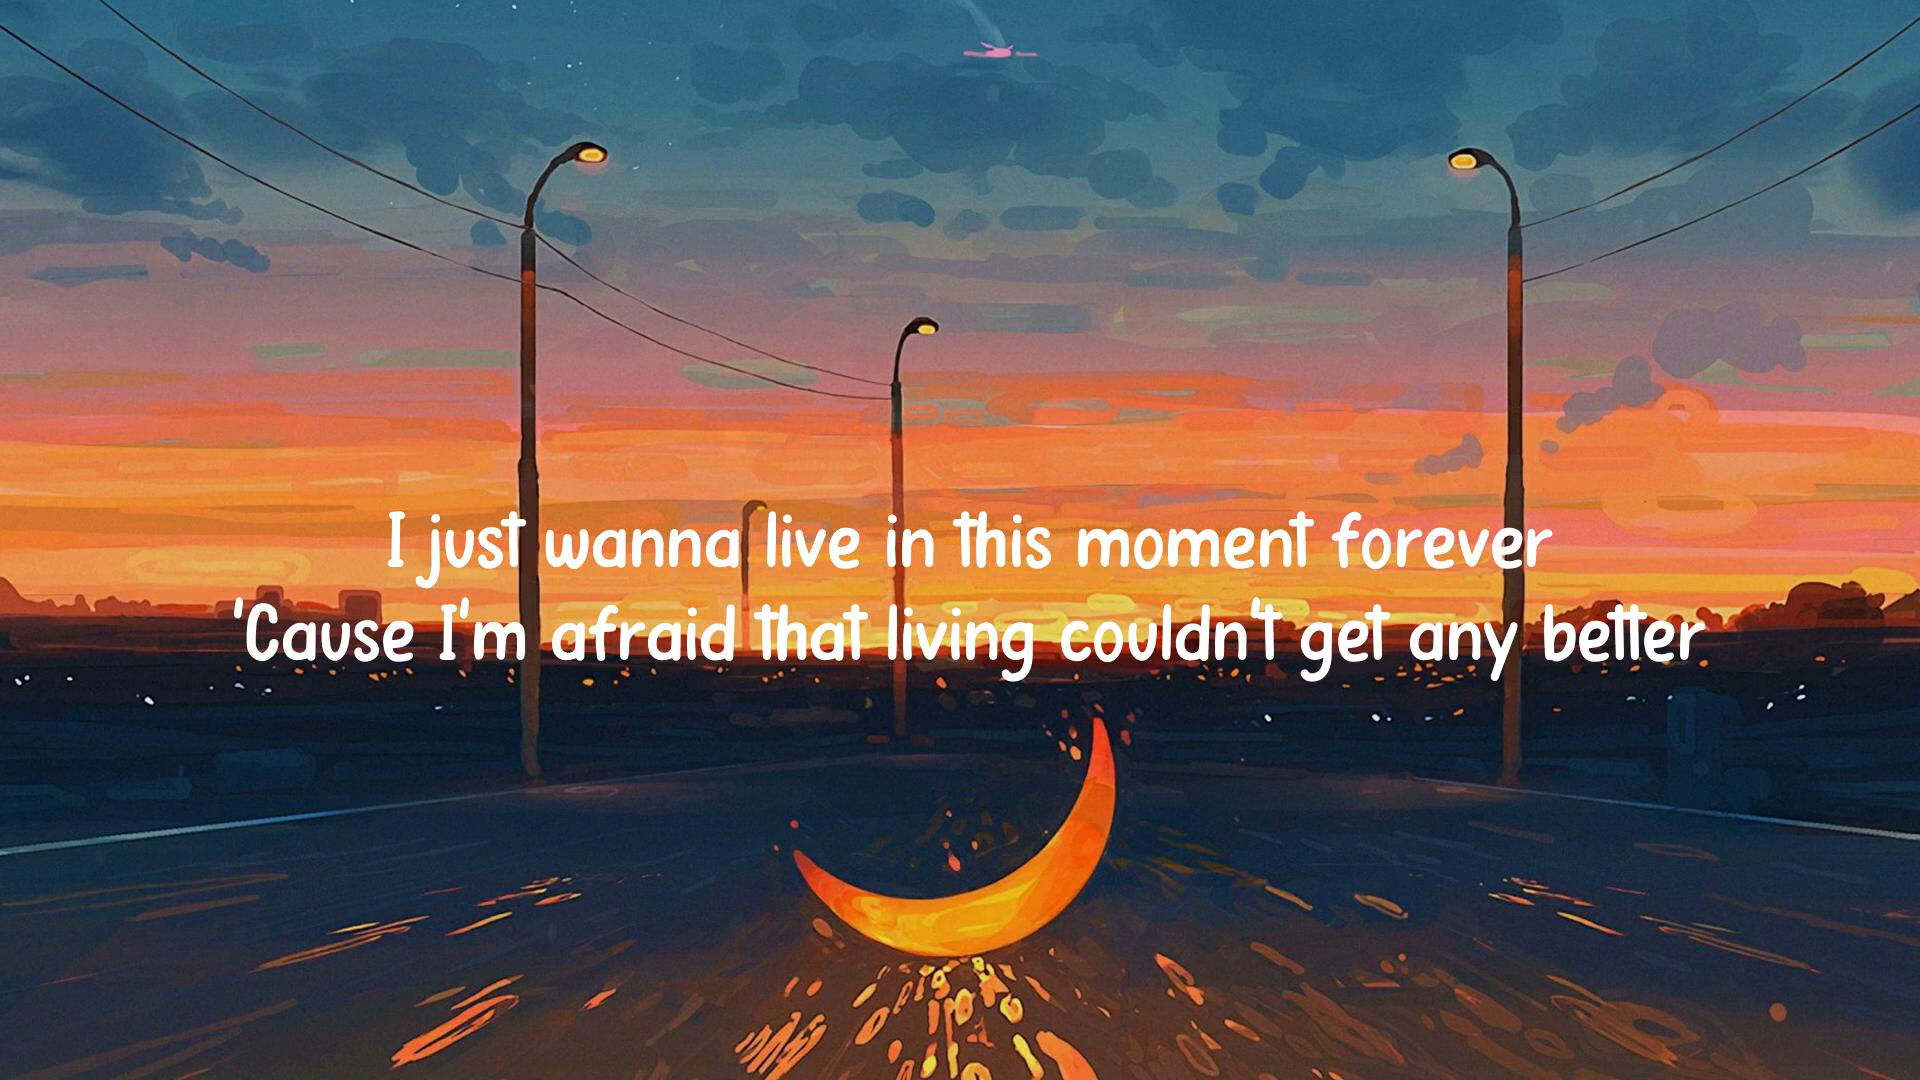 I just wanna live in this moment forever
'Cause I'm afraid that living couldn't get any better